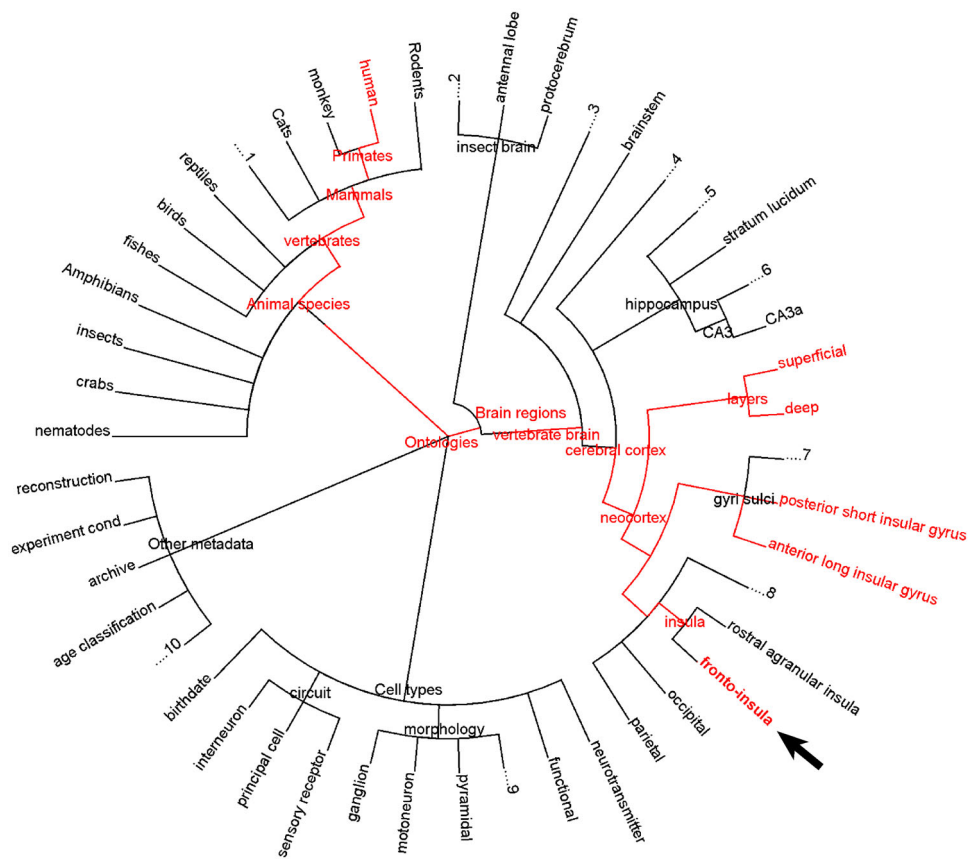 Rodents
human
monkey
Primates
Cats
....1
Mammals
reptiles
vertebrates
birds
fishes
Animal species
Amphibians
insects
crabs
nematodes
....2
antennal lobe
protocerebrum
insect brain
....3
brainstem
....4
....5
stratum lucidum
hippocampus
....6
CA3
CA3a
superficial
layers
deep
Brain regions
Ontologies
vertebrate brain
cerebral cortex
....7
gyri sulci
posterior short insular gyrus
neocortex
anterior long insular gyrus
....8
insula
rostral agranular insula
fronto-insula
occipital
parietal
reconstruction
experiment cond
Other metadata
archive
age classification
....10
birthdate
circuit
Cell types
interneuron
principal cell
sensory receptor
morphology
ganglion
motoneuron
pyramidal
....9
functional
neurotransmitter